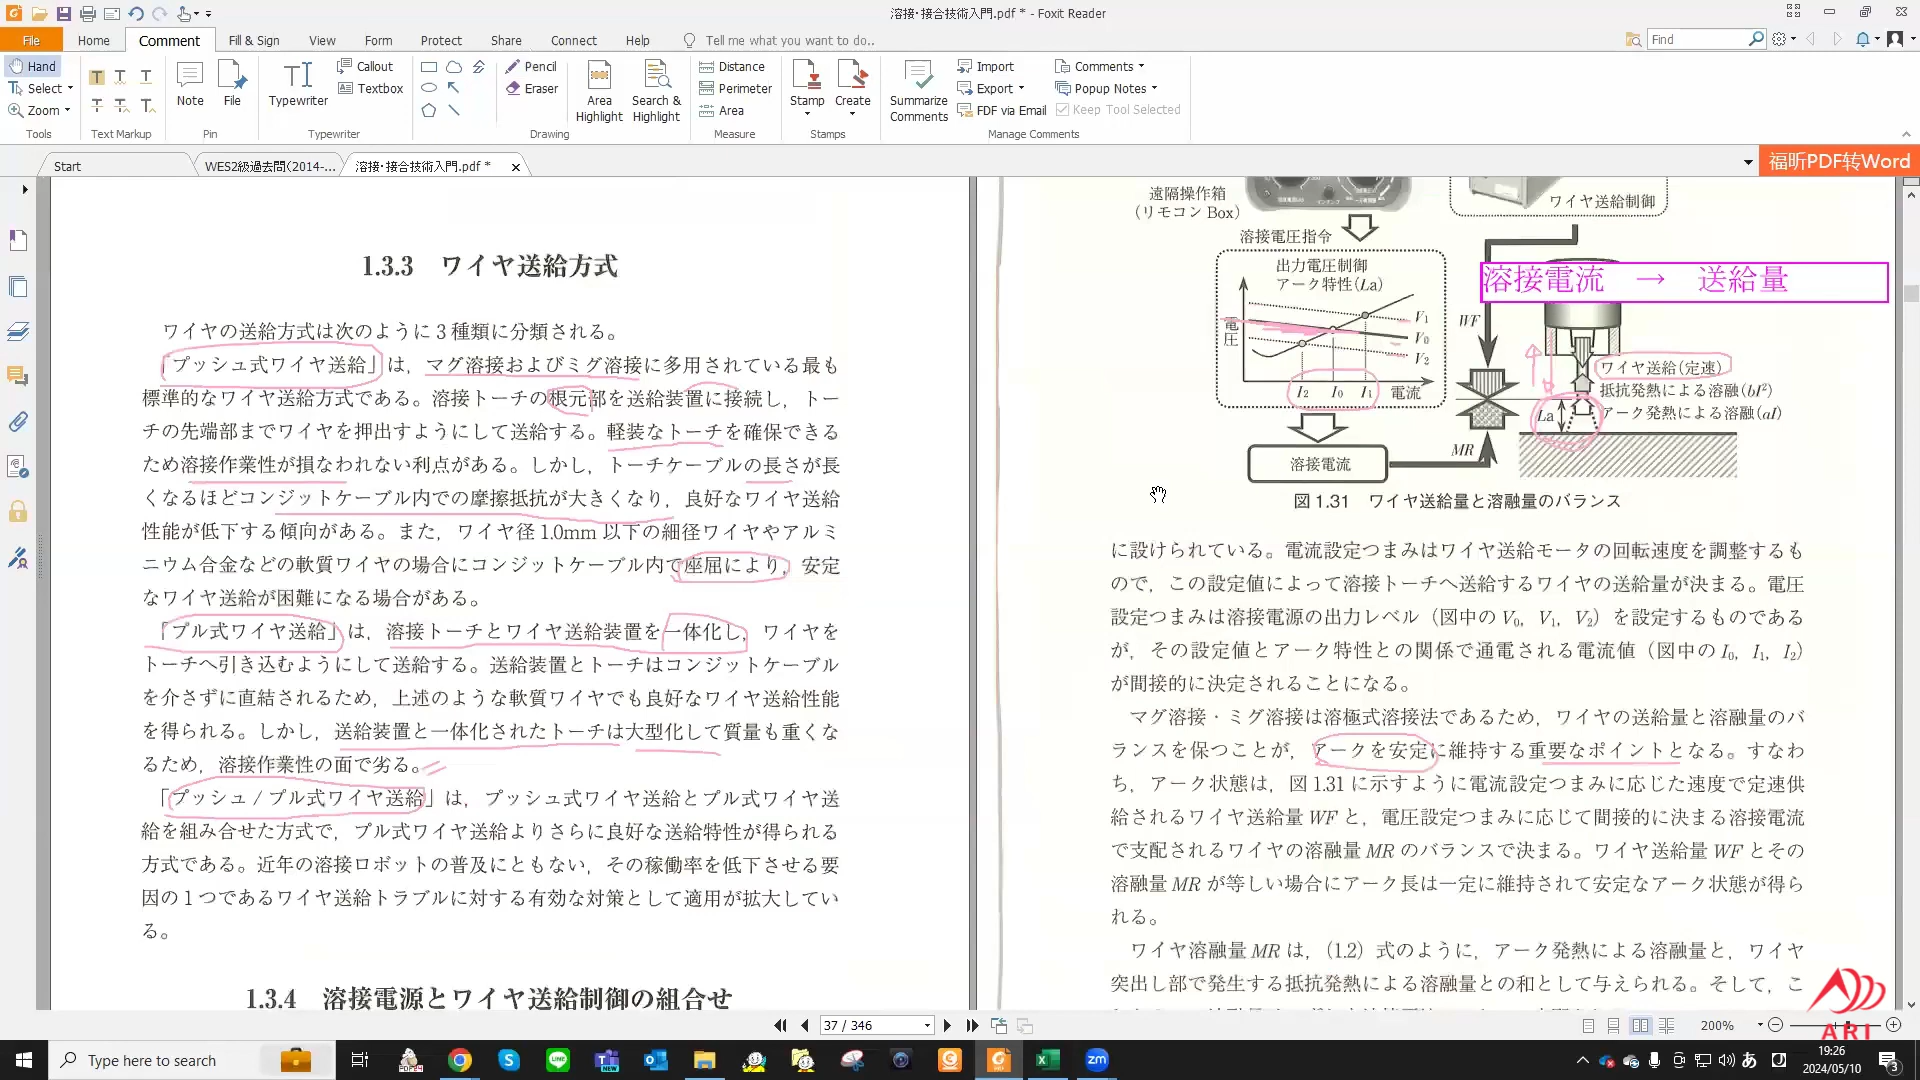 溶接・接合技術入門.pdf * - Foxit Reader
File Home Comment Fill & Sign View Form Protect Share Connect Help Tell me what you want to do.. Find
Hand
Select
Zoom
Tools
Text Markup
Note
File
Pin
Typewriter
Callout
Textbox
Typewriter
Pencil
Eraser
Area Highlight
Search & Highlight
Drawing
Distance
Perimeter
Area
Measure
Stamp
Create
Stamps
Summarize Comments
Import
Export
FDF via Email
Comments
Popup Notes
Keep Tool Selected
Manage Comments
Start
WES2級過去問(2014-...
溶接・接合技術入門.pdf *
福昕PDF转Word
1.3.3 ワイヤ送給方式
ワイヤの送給方式は次のように3種類に分類される。
「プッシュ式ワイヤ送給」は，マグ溶接およびミグ溶接に多用されている最も
標準的なワイヤ送給方式である。溶接トーチの根元部を送給装置に接続し，トー
チの先端部までワイヤを押出すようにして送給する。軽装なトーチを確保できる
ため溶接作業性が損なわれない利点がある。しかし，トーチケーブルの長さが長
くなるほどコンジットケーブル内での摩擦抵抗が大きくなり，良好なワイヤ送給
性能が低下する傾向がある。また，ワイヤ径1.0mm 以下の細径ワイヤやアルミ
ニウム合金などの軟質ワイヤの場合にコンジットケーブル内で座屈により，安定
なワイヤ送給が困難になる場合がある。
「プル式ワイヤ送給」は，溶接トーチとワイヤ送給装置を一体化し，ワイヤを
トーチへ引き込むようにして送給する。送給装置とトーチはコンジットケーブル
を介さずに直結されるため，上述のような軟質ワイヤでも良好なワイヤ送給性能
を得られる。しかし，送給装置と一体化されたトーチは大型化して質量も重くな
るため，溶接作業性の面で劣る。
「プッシュ / プル式ワイヤ送給」は，プッシュ式ワイヤ送給とプル式ワイヤ送
給を組み合せた方式で，プル式ワイヤ送給よりさらに良好な送給特性が得られる
方式である。近年の溶接ロボットの普及にともない，その稼働率を低下させる要
因の1つであるワイヤ送給トラブルに対する有効な対策として適用が拡大してい
る。
1.3.4 溶接電源とワイヤ送給制御の組合せ
遠隔操作箱
(リモコン Box)
ワイヤ送給制御
溶接電圧指令
出力電圧制御
アーク特性(La)
電圧
V1
V0
V2
I2 I0 I1 電流
溶接電流 → 送給量
WF
ワイヤ送給(定速)
抵抗発熱による溶融(bI²)
アーク発熱による溶融(aI)
La
MR
溶接電流
図 1.31 ワイヤ送給量と溶融量のバランス
に設けられている。電流設定つまみはワイヤ送給モータの回転速度を調整するも
ので，この設定値によって溶接トーチへ送給するワイヤの送給量が決まる。電圧
設定つまみは溶接電源の出力レベル（図中の V0，V1，V2）を設定するものである
が，その設定値とアーク特性との関係で通電される電流値（図中の I0，I1，I2）
が間接的に決定されることになる。
マグ溶接・ミグ溶接は溶極式溶接法であるため，ワイヤの送給量と溶融量のバ
ランスを保つことが，アークを安定に維持する重要なポイントとなる。すなわ
ち，アーク状態は，図 1.31 に示すように電流設定つまみに応じた速度で定速供
給されるワイヤ送給量 WF と，電圧設定つまみに応じて間接的に決まる溶接電流
で支配されるワイヤの溶融量 MR のバランスで決まる。ワイヤ送給量 WF とその
溶融量 MR が等しい場合にアーク長は一定に維持されて安定なアーク状態が得ら
れる。
ワイヤ溶融量 MR は，（1.2）式のように，アーク発熱による溶融量と，ワイヤ
突出し部で発生する抵抗発熱による溶融量との和として与えられる。そして，こ
ARI
37 / 346
200%
Type here to search
19:26
2024/05/10
3